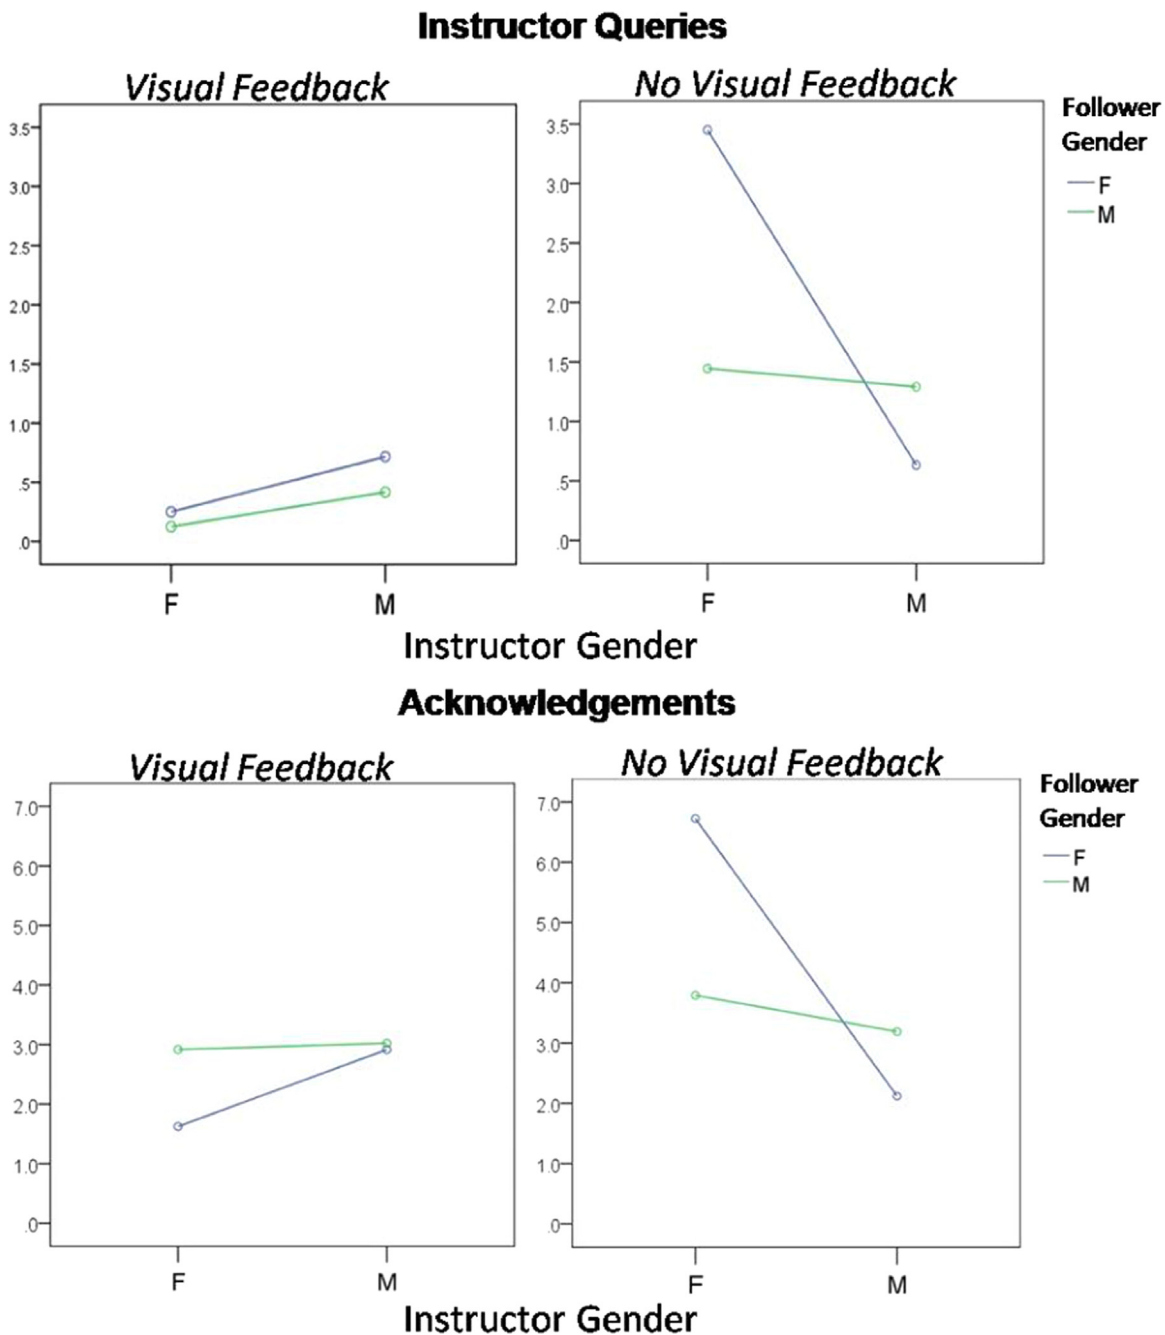 Instructor Queries
Visual Feedback
No Visual Feedback
3.5
3.0
2.5
2.0
1.5
1.0
.5
.0
F
M
3.5
3.0
2.5
2.0
1.5
1.0
.5
.0
F
M
Follower
Gender
F
M
Instructor Gender
Acknowledgements
Visual Feedback
No Visual Feedback
7.0
6.0
5.0
4.0
3.0
2.0
1.0
.0
F
M
7.0
6.0
5.0
4.0
3.0
2.0
1.0
.0
F
M
Follower
Gender
F
M
Instructor Gender